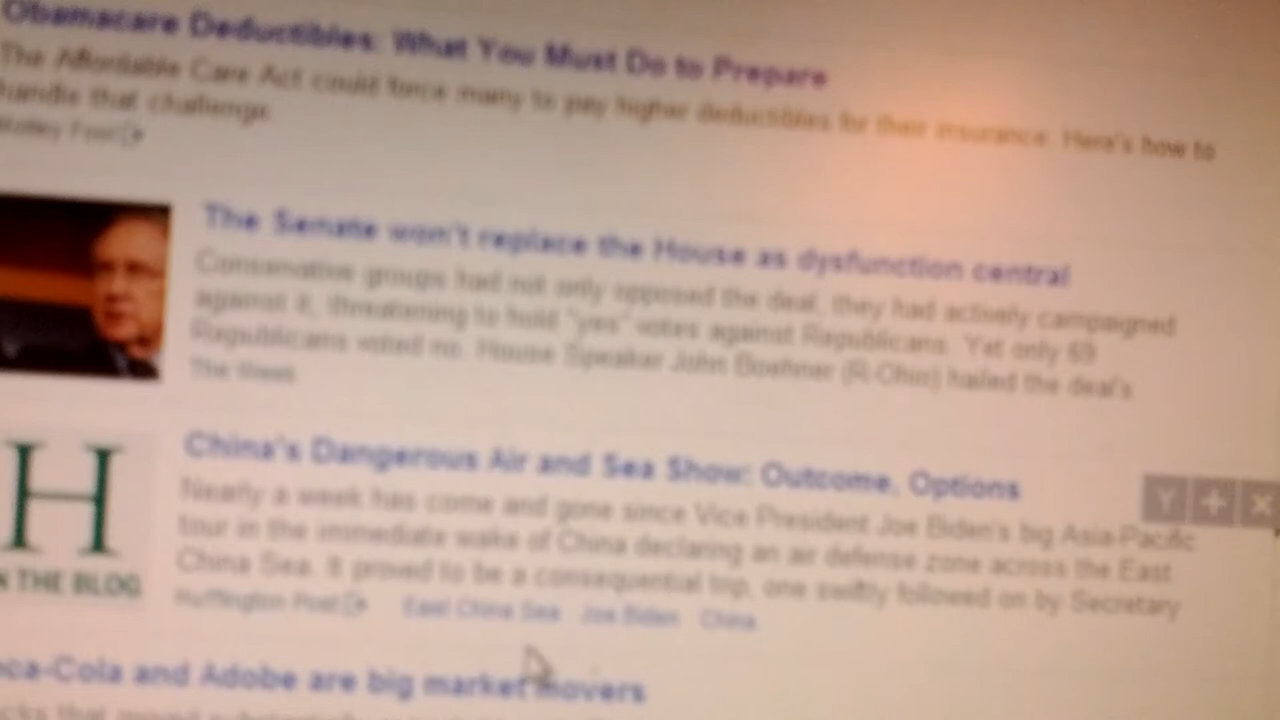 Obamacare Deductibles: What You Must Do to Prepare
The Affordable Care Act could force many to pay higher deductibles for their insurance. Here's how to
handle that challenge.
Motley Fool
The Senate won't replace the House as dysfunction central
Conservative groups had not only opposed the deal, they had actively campaigned
against it, threatening to hold "yes" votes against Republicans. Yet only 69
Republicans voted no. House Speaker John Boehner (R-Ohio) hailed the deal's
The Week
H
THE BLOG
China's Dangerous Air and Sea Show: Outcome, Options
Nearly a week has come and gone since Vice President Joe Biden's big Asia-Pacific
tour in the immediate wake of China declaring an air defense zone across the East
China Sea. It proved to be a consequential trip, one swiftly followed on by Secretary
Huffington Post East China Sea Joe Biden China
Y + X
ca-Cola and Adobe are big market movers